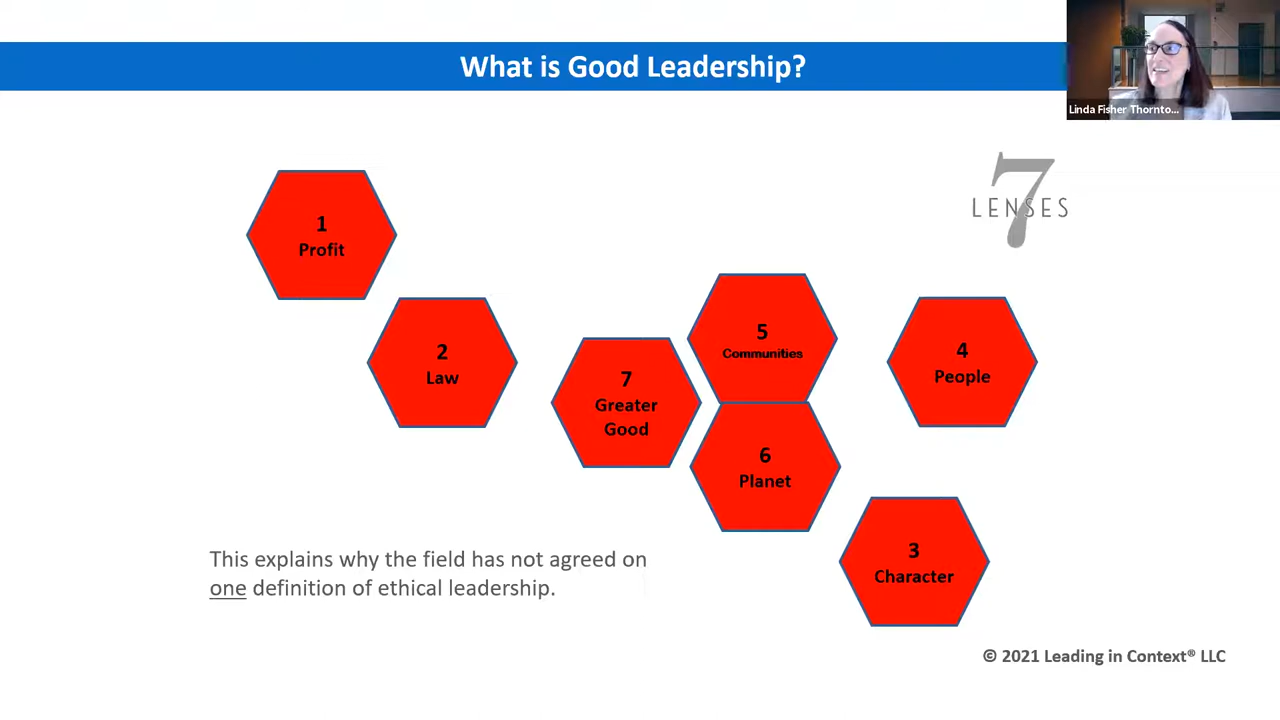 What is Good Leadership?
Linda Fisher Thornto...
7
LENSES
1
Profit
2
Law
7
Greater
Good
5
Communities
4
People
6
Planet
3
Character
This explains why the field has not agreed on
one definition of ethical leadership.
© 2021 Leading in Context® LLC